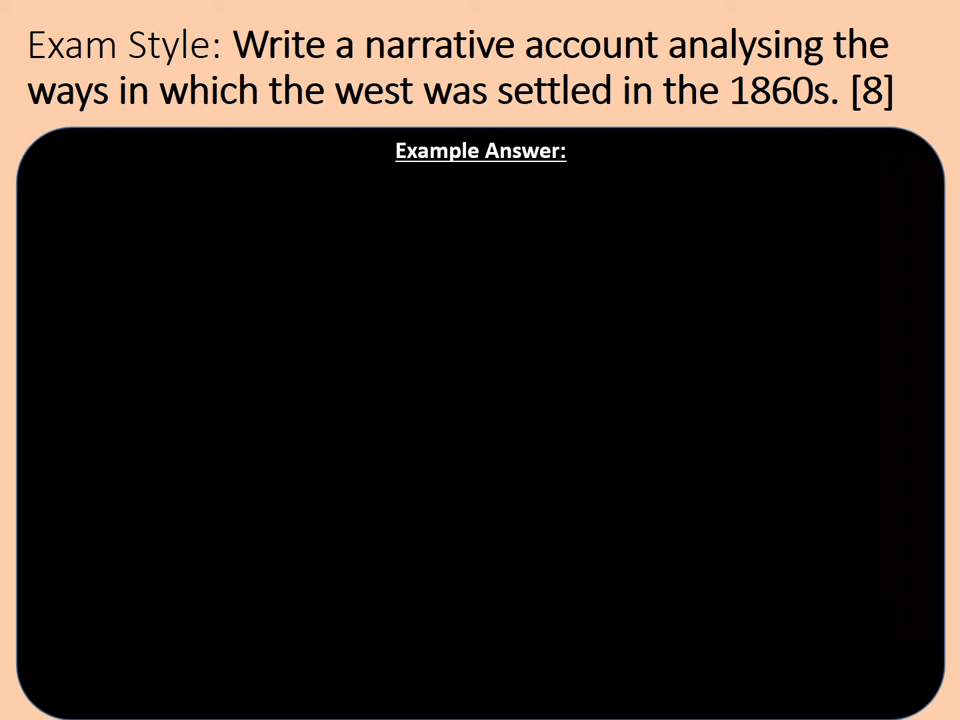 Exam Style: Write a narrative account analysing the
ways in which the west was settled in the 1860s. [8]
Example Answer: